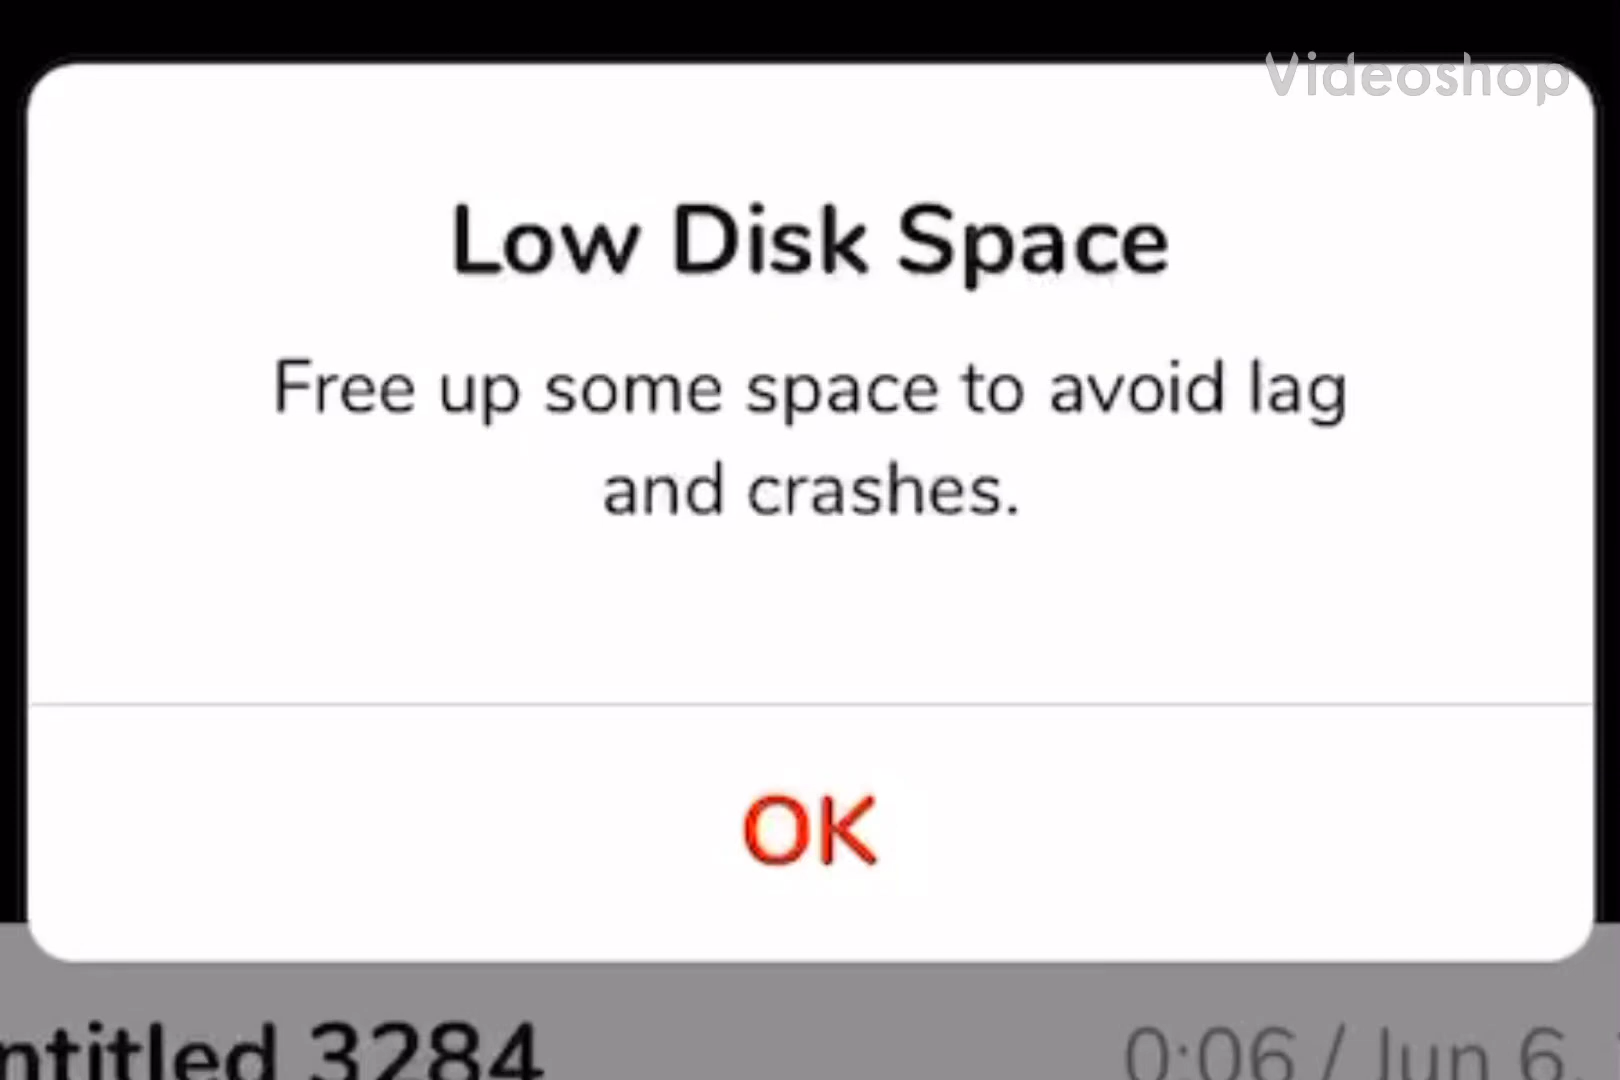 Videoshop
Low Disk Space
Free up some space to avoid lag
and crashes.
OK
ntitled 3284
0:06 / Jun 6,